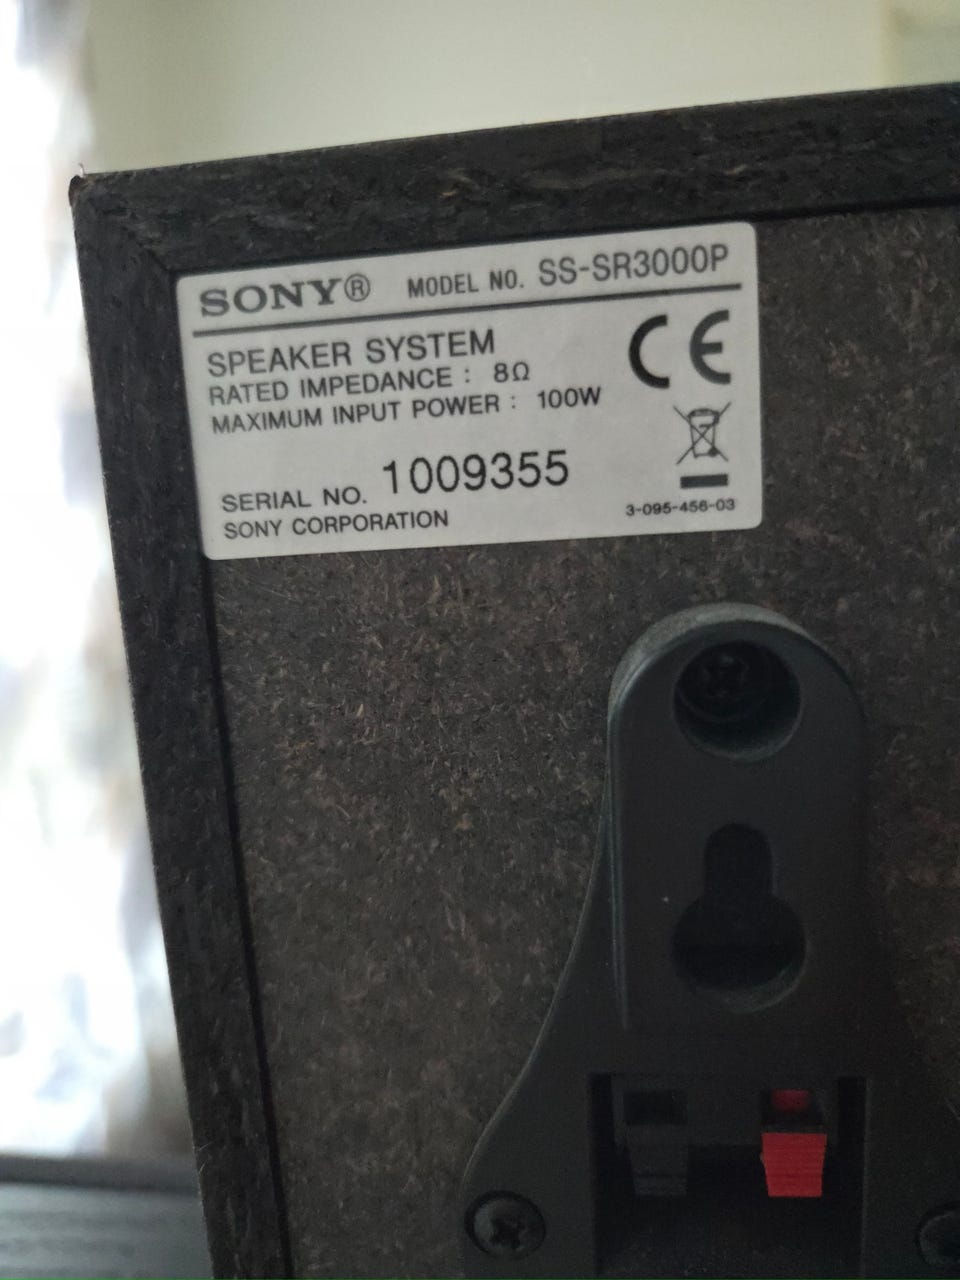 SONY® MODEL NO. SS-SR3000P
SPEAKER SYSTEM
RATED IMPEDANCE : 8Ω
MAXIMUM INPUT POWER : 100W
CE
SERIAL NO. 1009355
SONY CORPORATION
3-095-456-03